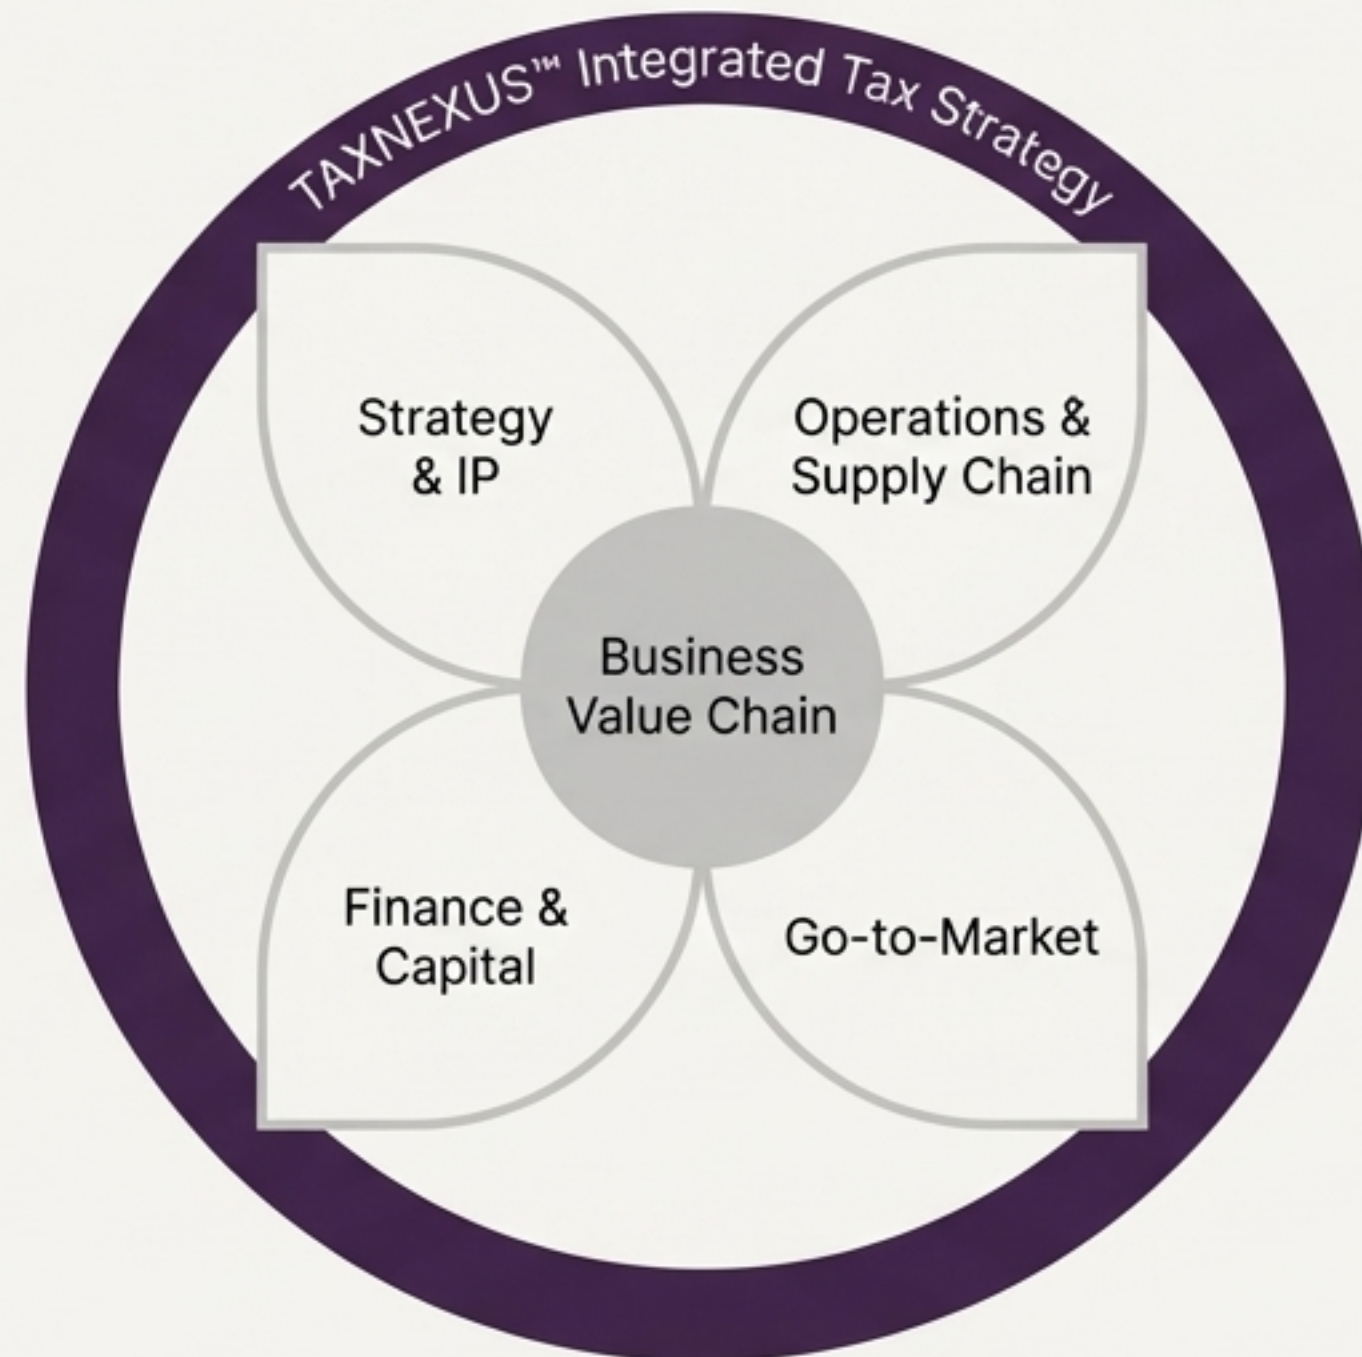 TAXNEXUS™ Integrated Tax Strategy
Strategy
& IP
Operations &
Supply Chain
Business
Value Chain
Finance &
Capital
Go-to-Market